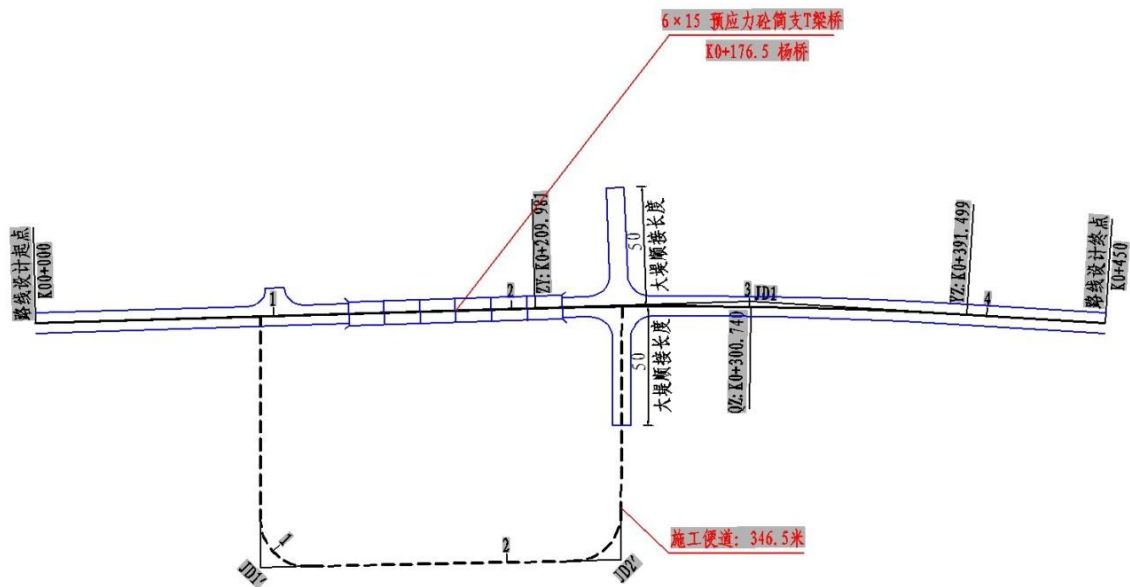 6×15 预应力砼简支T梁桥
K0+176.5 杨桥
路线设计起点
K00+000
1
2
ZY: K0+209.981
50
大堤顺接长度
50
大堤顺接长度
3
JD1
QZ: K0+300.740
YZ: K0+391.499
4
路线设计终点
K0+450
1
2
JD1'
JD2'
施工便道: 346.5米